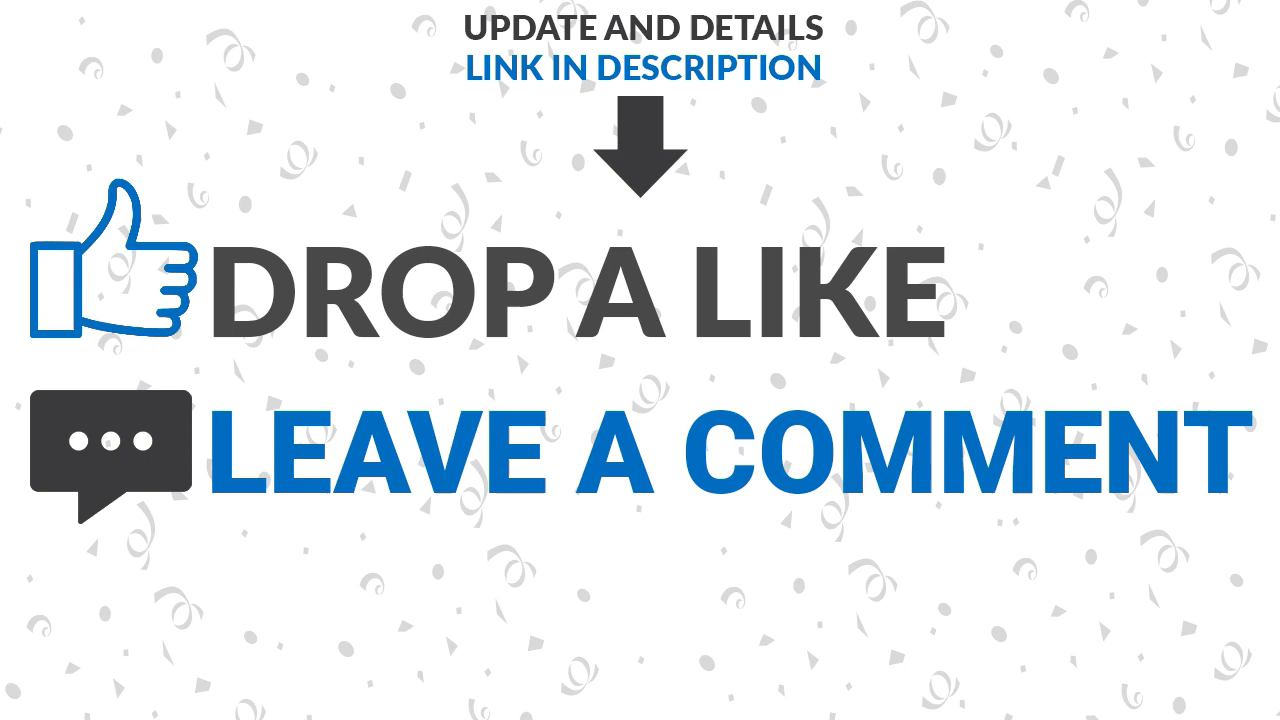 UPDATE AND DETAILS
LINK IN DESCRIPTION
DROP A LIKE
LEAVE A COMMENT